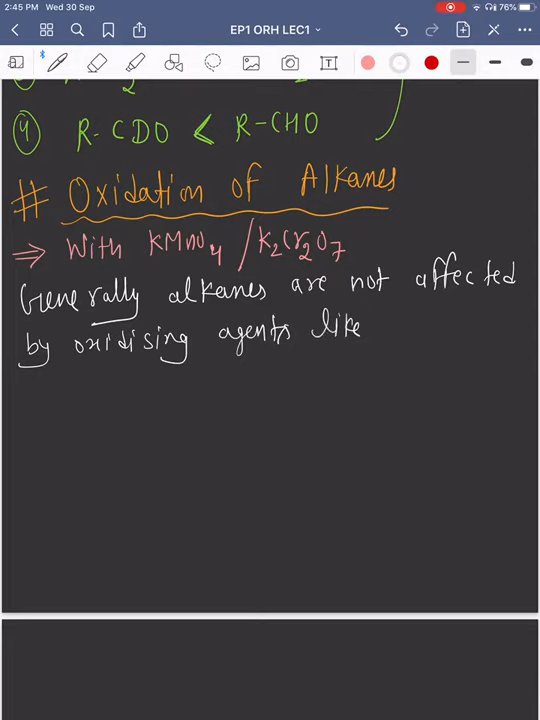 2:45 PM Wed 30 Sep
76%
EP1 ORH LEC1
T
2
④ R-CDO < R-CHO
# Oxidation of Alkanes
⇒ With KMnO4 / K2Cr2O7
Generally alkanes are not affected
by oxidising agents like